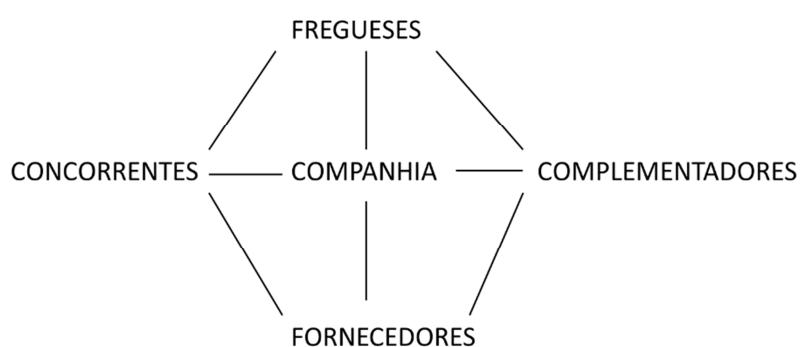 FREGUESES
CONCORRENTES COMPANHIA COMPLEMENTADORES
FORNECEDORES